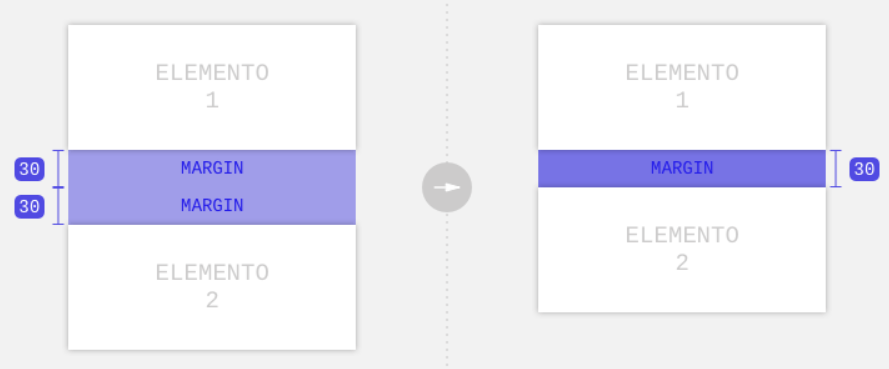 ELEMENTO
1
30
MARGIN
30
MARGIN
ELEMENTO
2
ELEMENTO
1
MARGIN
30
ELEMENTO
2